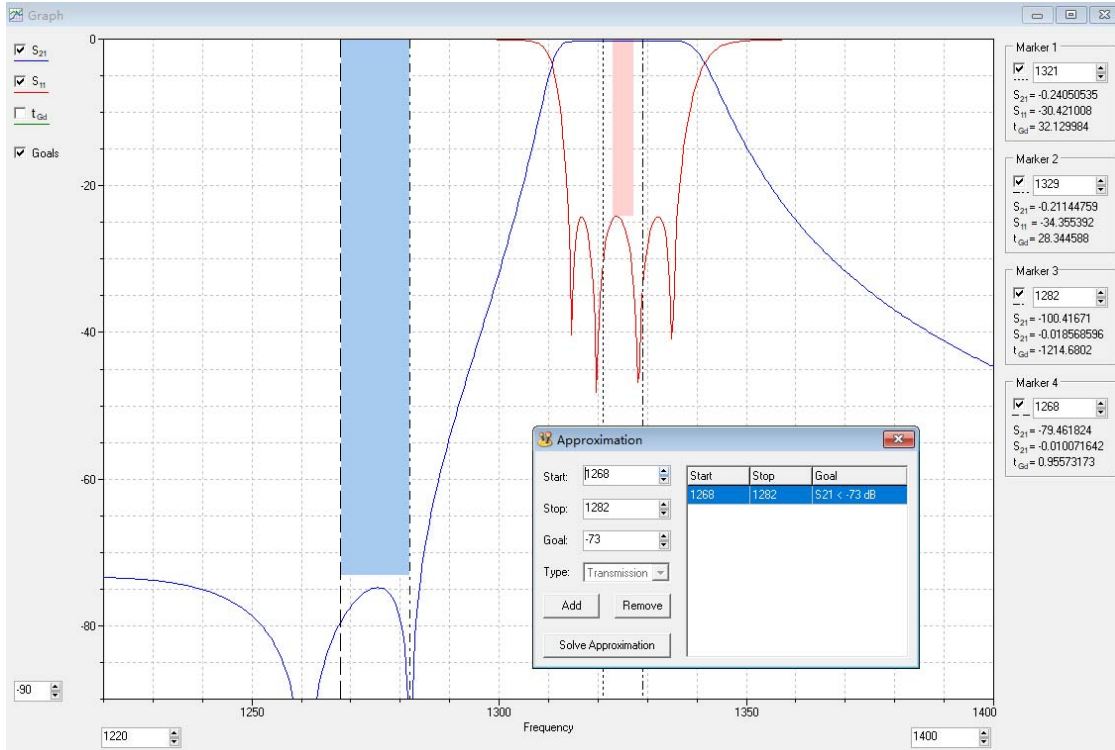 Graph
S21
S11
tGd
Goals
0
-20
-40
-60
-80
-90
1250
1300
1350
1400
Frequency
1220
1400
Marker 1
1321
S21= -0.24050535
S11= -30.421008
tGd= 32.129984
Marker 2
1329
S21= -0.21144759
S11= -34.355392
tGd= 28.344588
Marker 3
1282
S21= -100.41671
S21= -0.018568596
tGd= -1214.6802
Marker 4
1268
S21= -79.461824
S21= -0.010071642
tGd= 0.95573173
Approximation
Start: 1268
Stop: 1282
Goal: -73
Type: Transmission
Add Remove
Solve Approximation
Start Stop Goal
1268 1282 S21 < -73 dB